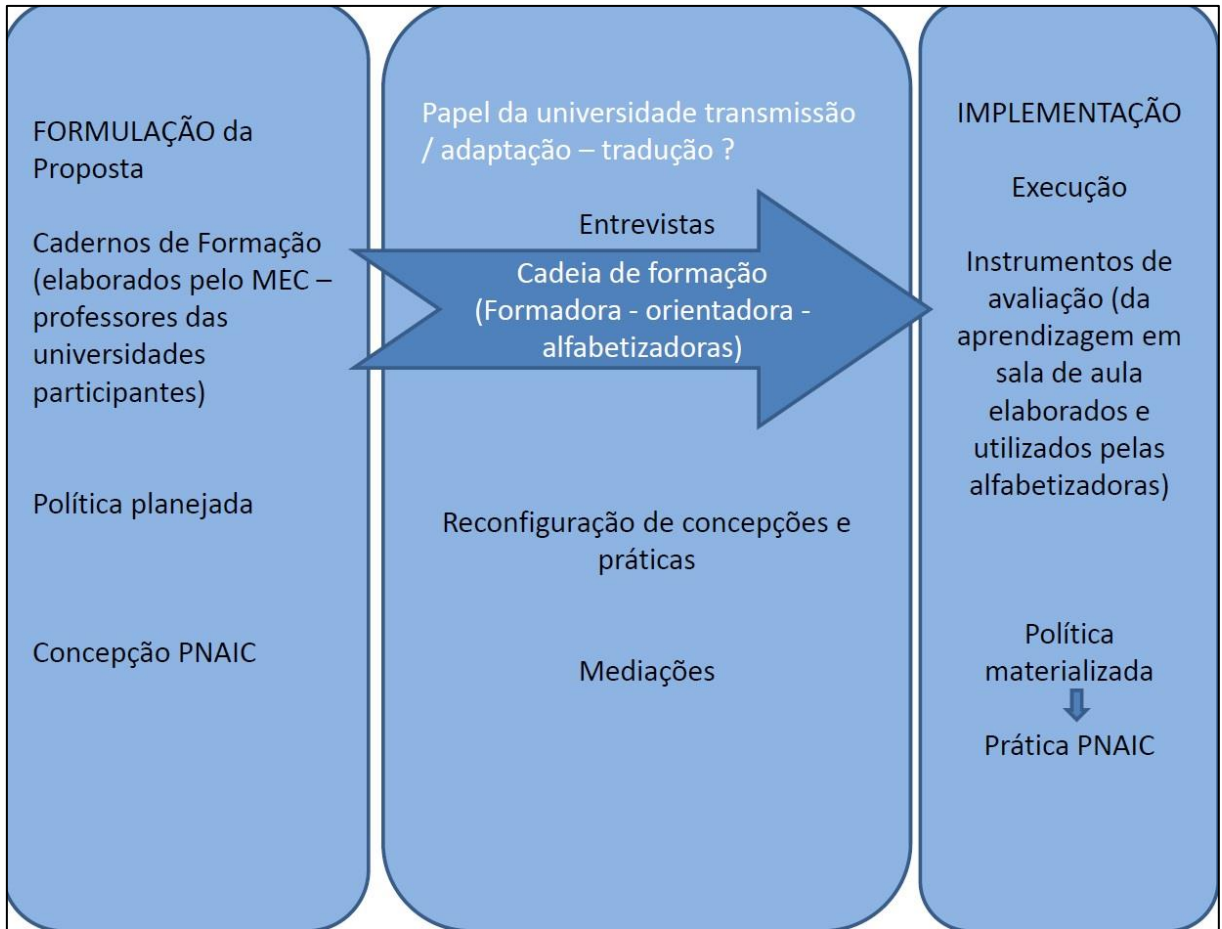 FORMULAÇÃO da
Proposta
Cadernos de Formação
(elaborados pelo MEC –
professores das
universidades
participantes)
Política planejada
Concepção PNAIC
Papel da universidade transmissão
/ adaptação – tradução ?
Entrevistas
Cadeia de formação
(Formadora - orientadora -
alfabetizadoras)
Reconfiguração de concepções e
práticas
Mediações
IMPLEMENTAÇÃO
Execução
Instrumentos de
avaliação (da
aprendizagem em
sala de aula
elaborados e
utilizados pelas
alfabetizadoras)
Política
materializada
Prática PNAIC